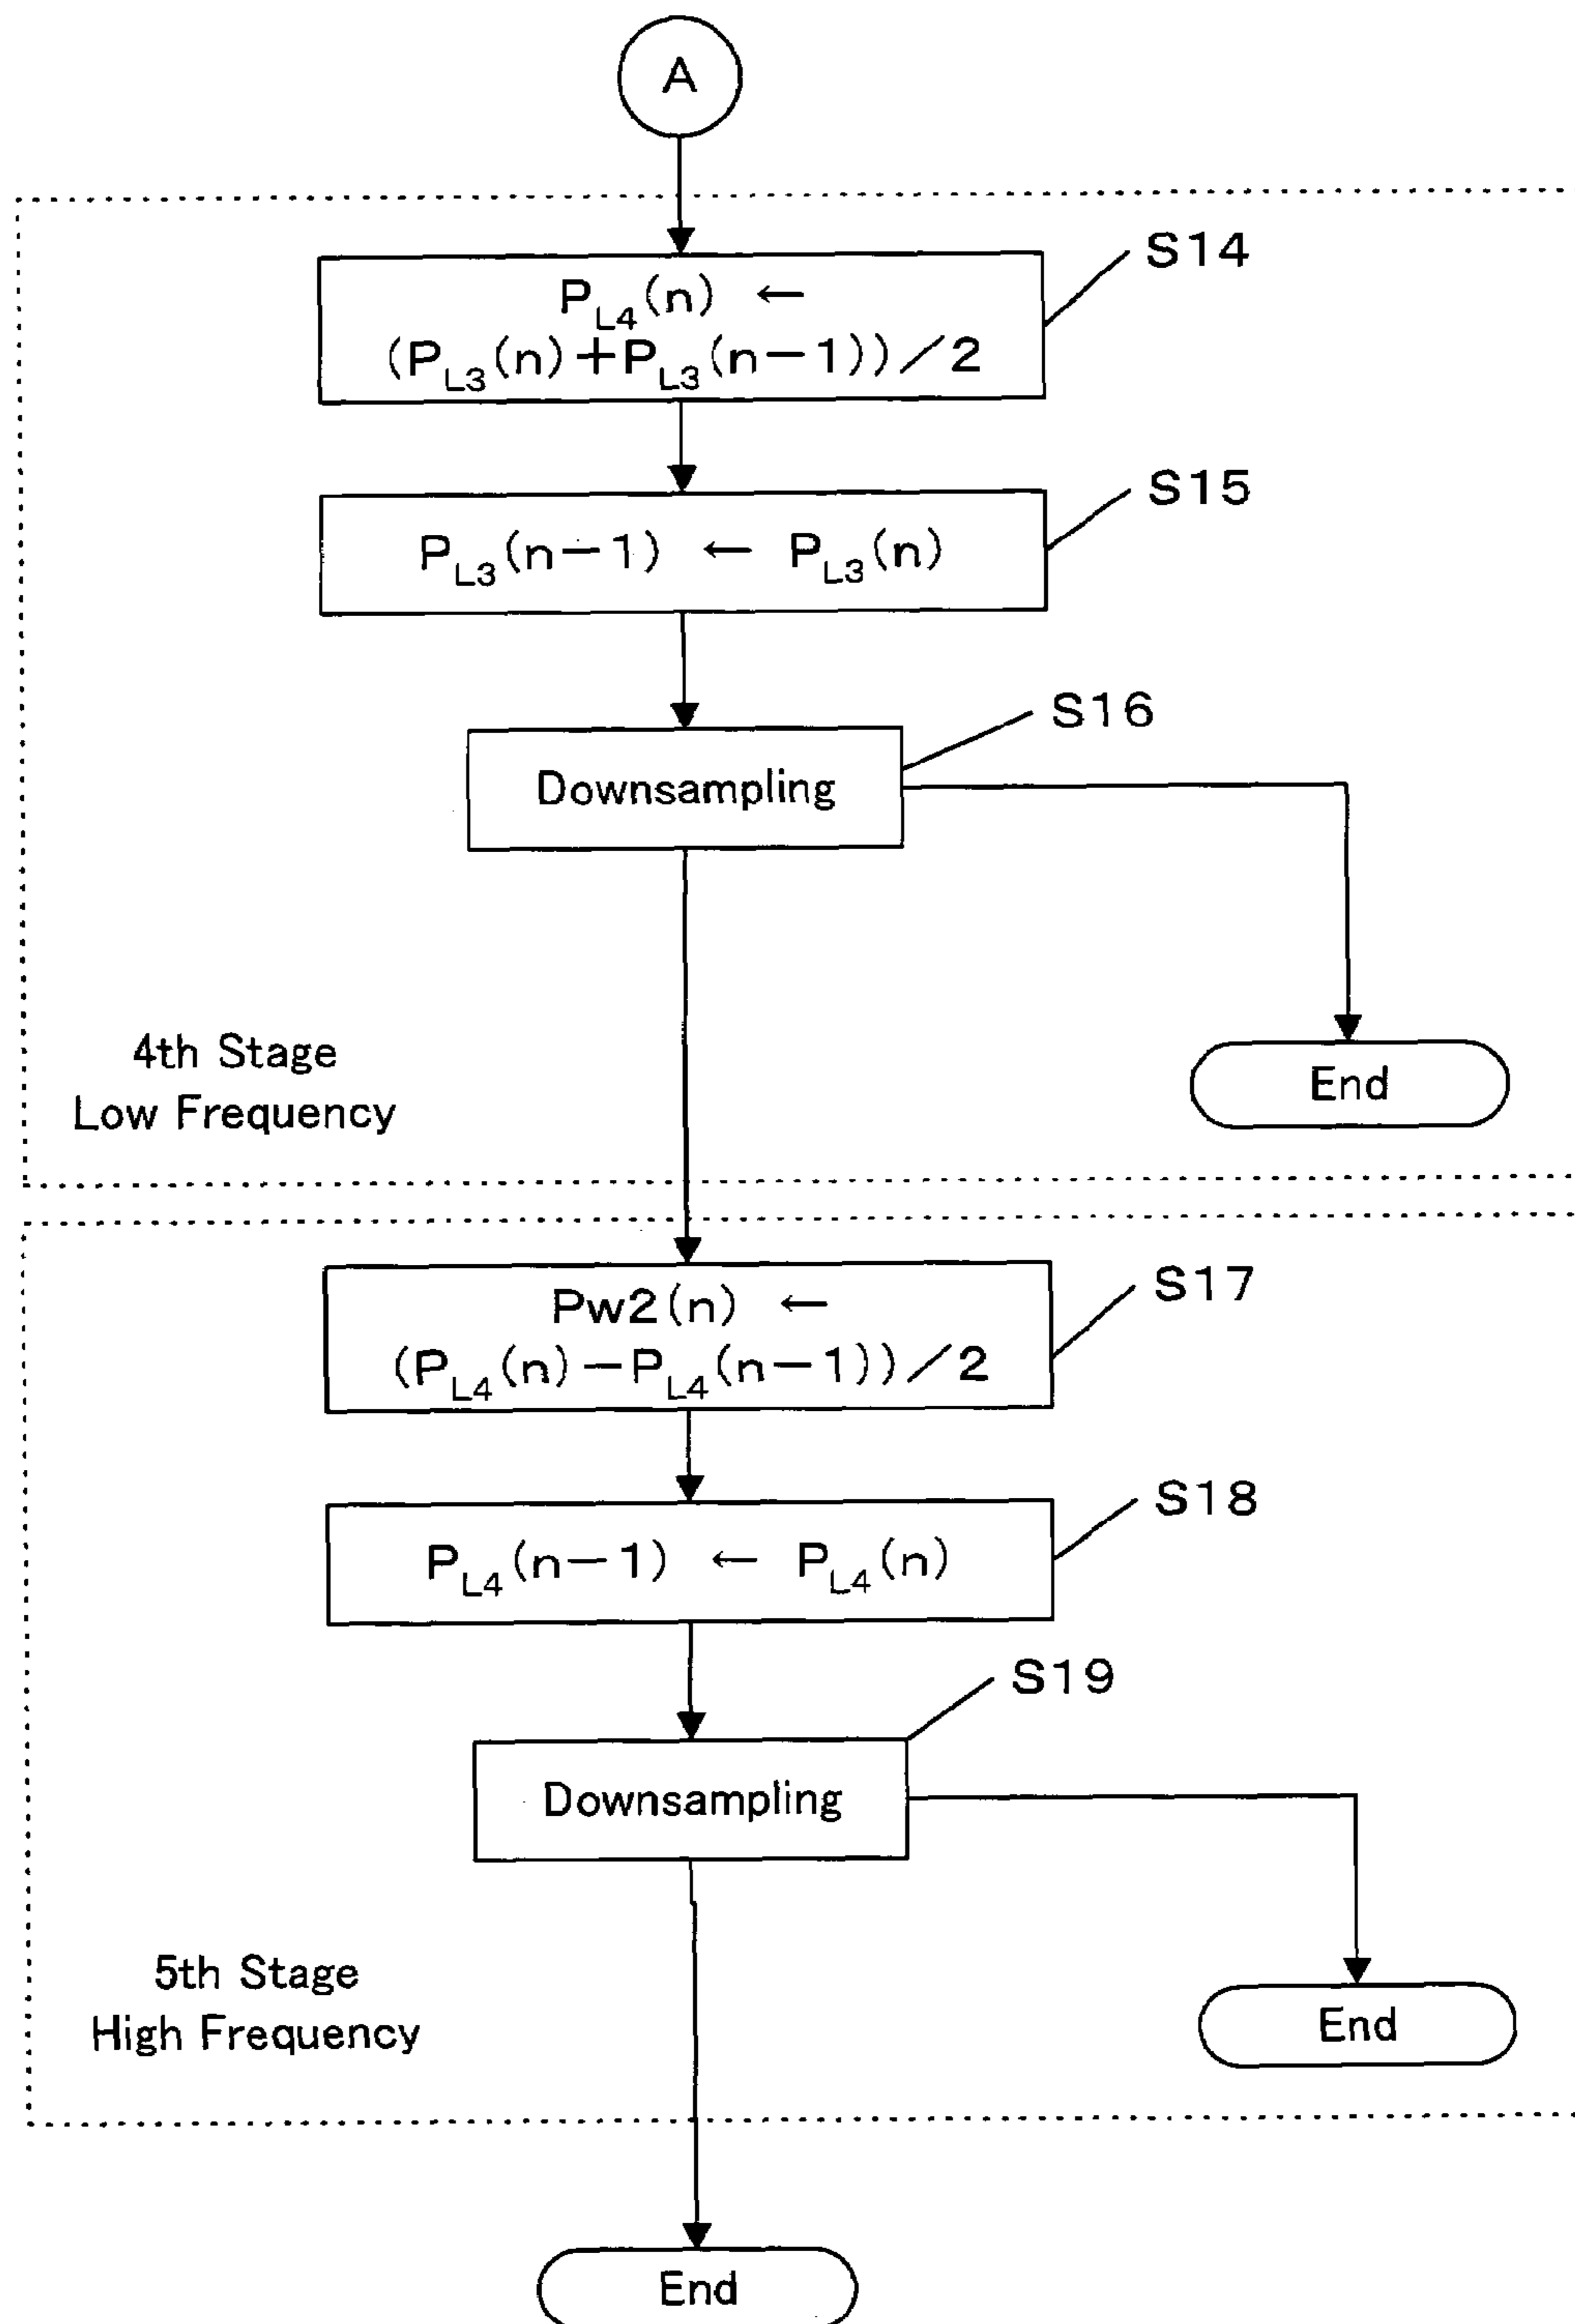 A
S14
P_L4(n) ←
(P_L3(n)+P_L3(n-1))/2
S15
P_L3(n-1) ← P_L3(n)
S16
Downsampling
4th Stage
Low Frequency
End
S17
Pw2(n) ←
(P_L4(n)-P_L4(n-1))/2
S18
P_L4(n-1) ← P_L4(n)
S19
Downsampling
5th Stage
High Frequency
End
End